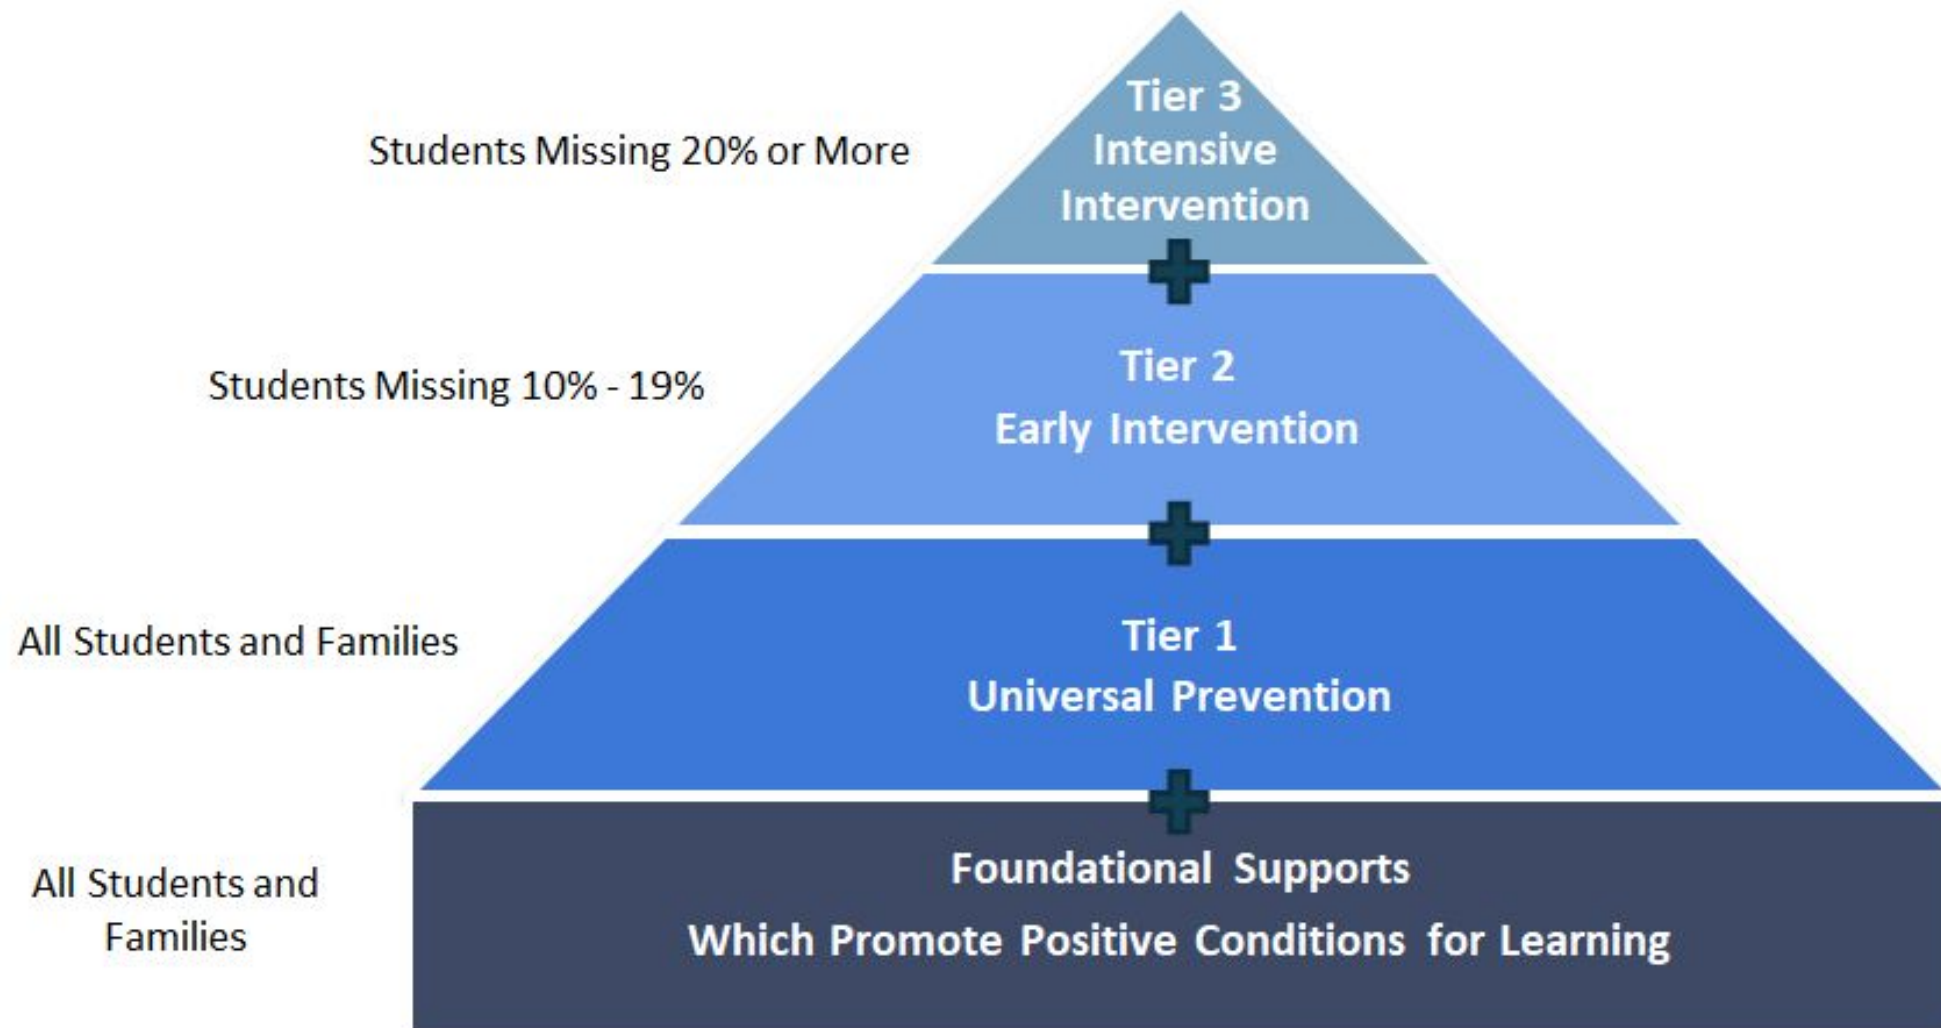 Tier 3
Intensive
Intervention
Students Missing 20% or More
Tier 2
Early Intervention
Students Missing 10% - 19%
Tier 1
Universal Prevention
All Students and Families
Foundational Supports
Which Promote Positive Conditions for Learning
All Students and
Families